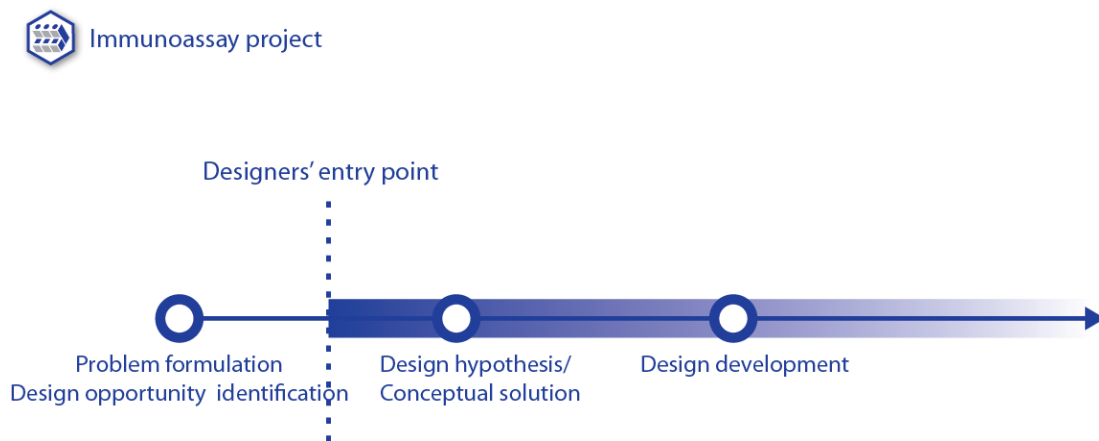 Immunoassay project
Designers' entry point
Problem formulation
Design opportunity identification
Design hypothesis/
Conceptual solution
Design development